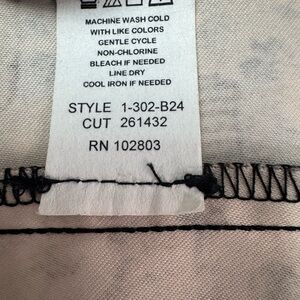 MACHINE WASH COLD
WITH LIKE COLORS
GENTLE CYCLE
NON-CHLORINE
BLEACH IF NEEDED
LINE DRY
COOL IRON IF NEEDED
STYLE 1-302-B24
CUT 261432
RN 102803